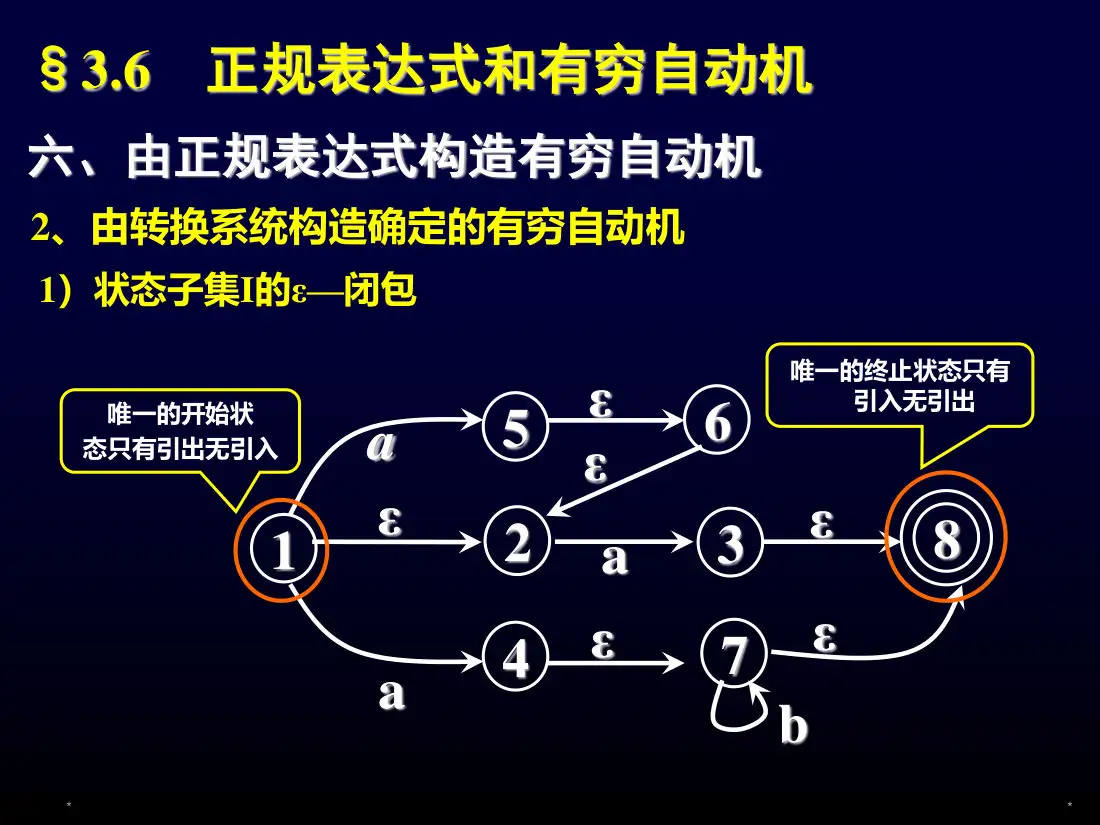 §3.6 正规表达式和有穷自动机
六、由正规表达式构造有穷自动机
2、由转换系统构造确定的有穷自动机
1）状态子集I的ε—闭包
唯一的终止状态只有
引入无引出
唯一的开始状
态只有引出无引入
a
5
ε
6
ε
1
ε
2
a
3
ε
8
a
4
ε
7
ε
b
*
*